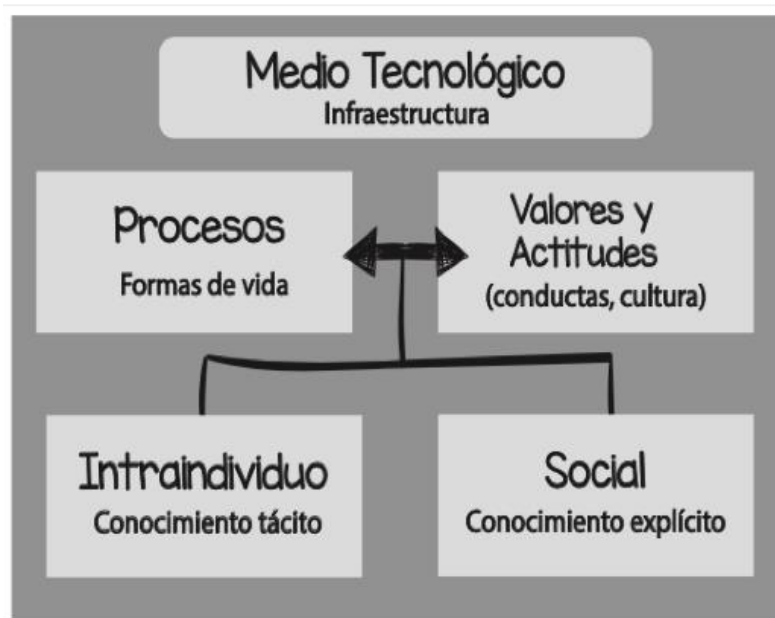 Medio Tecnológico
Infraestructura
Procesos
Formas de vida
Valores y
Actitudes
(conductas, cultura)
Intraindividuo
Conocimiento tácito
Social
Conocimiento explícito